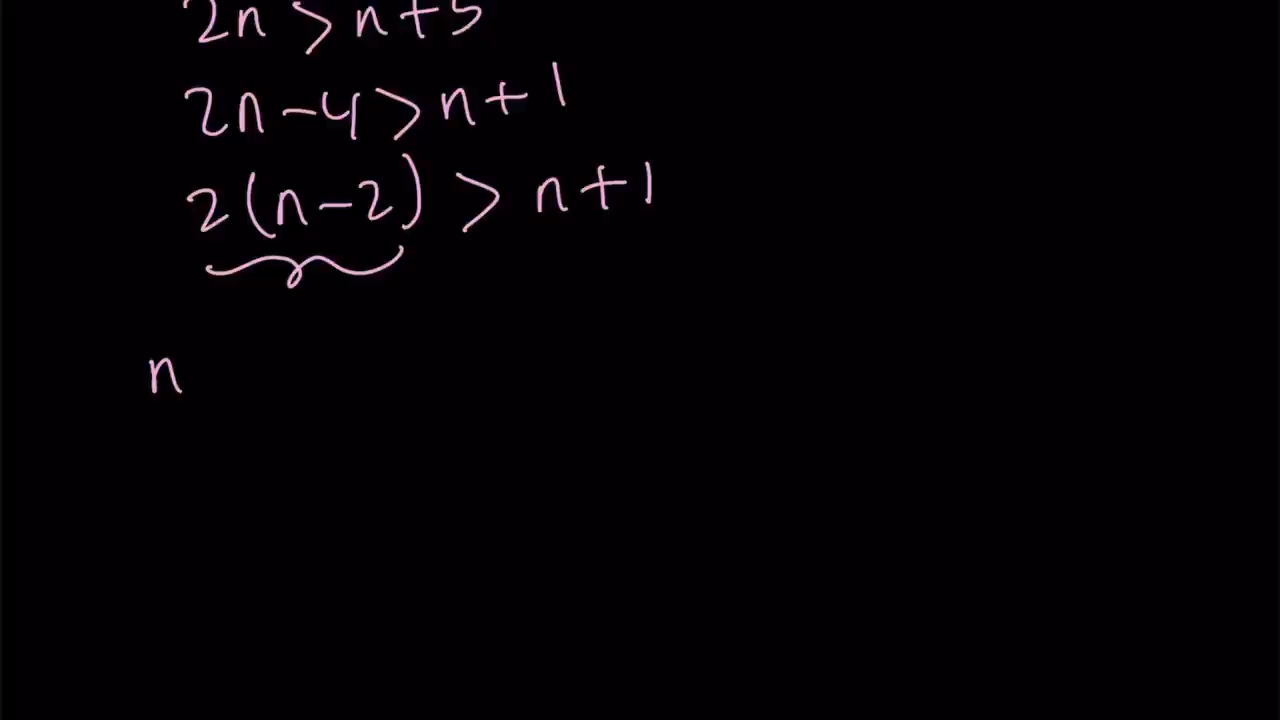 2n > n+5
2n-4 > n+1
2(n-2) > n+1
n